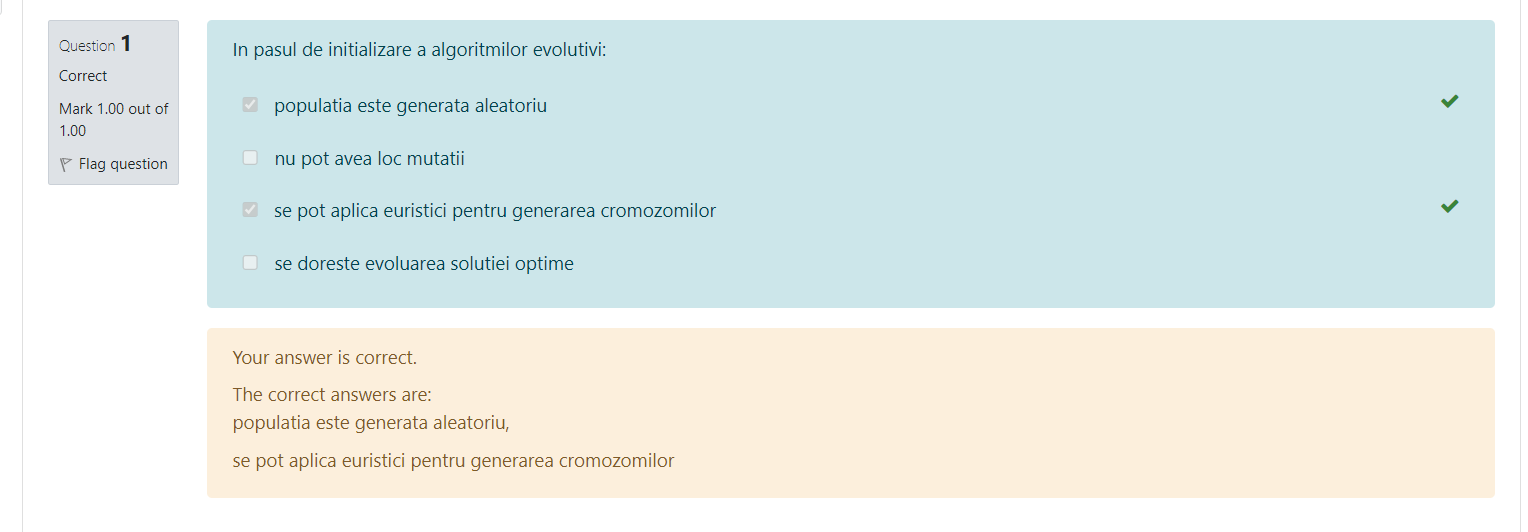 Question 1
Correct
Mark 1.00 out of
1.00
Flag question
In pasul de initializare a algoritmilor evolutivi:
populatia este generata aleatoriu
nu pot avea loc mutatii
se pot aplica euristici pentru generarea cromozomilor
se doreste evoluarea solutiei optime
Your answer is correct.
The correct answers are:
populatia este generata aleatoriu,
se pot aplica euristici pentru generarea cromozomilor